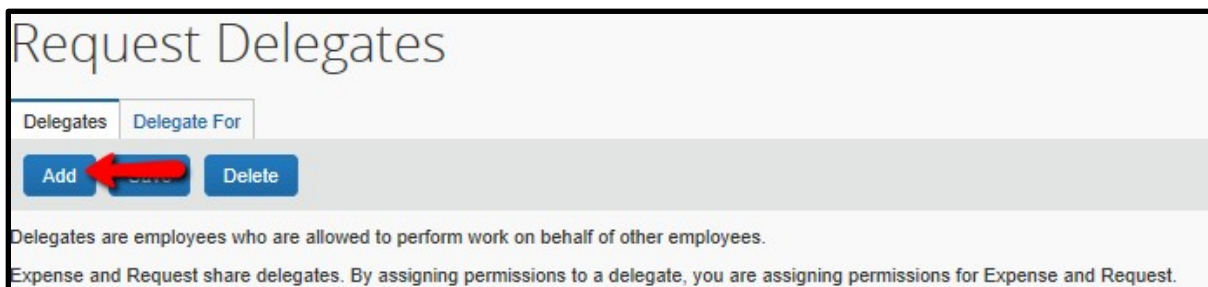 Request Delegates
Delegates Delegate For
Add Delete
Delegates are employees who are allowed to perform work on behalf of other employees.
Expense and Request share delegates. By assigning permissions to a delegate, you are assigning permissions for Expense and Request.